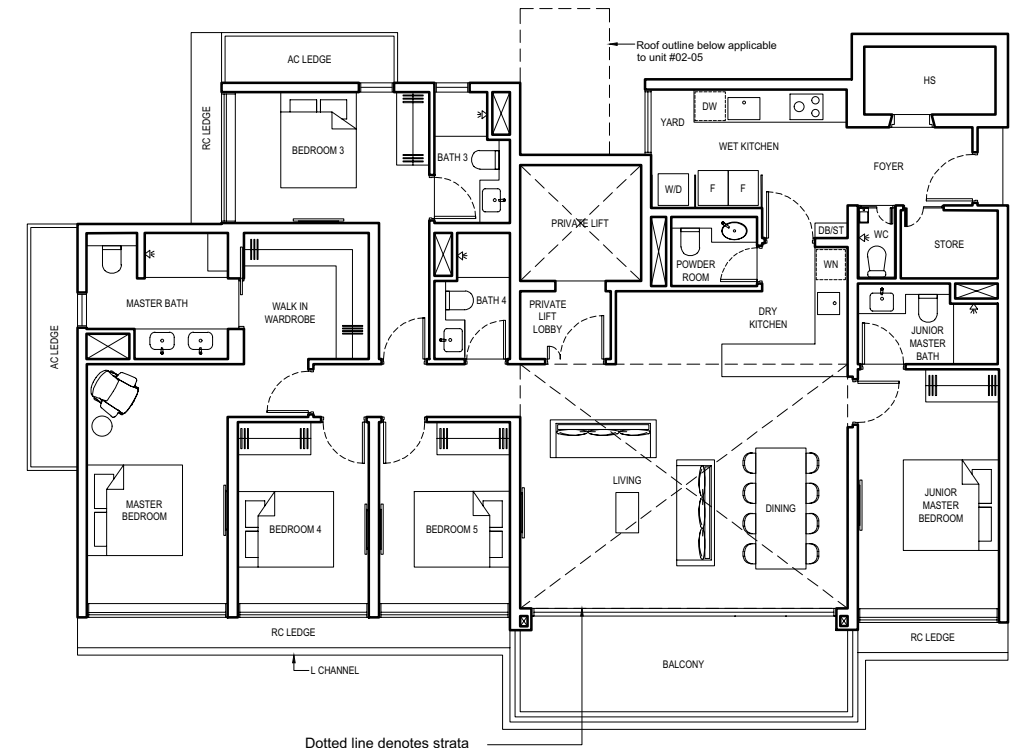 Roof outline below applicable
to unit #02-05
AC LEDGE
HS
RC LEDGE
DW
YARD
BEDROOM 3
WET KITCHEN
BATH 3
FOYER
W/D
F
F
PRIVATE LIFT
DB/ST
WC
STORE
POWDER
ROOM
WN
MASTER BATH
WALK IN
WARDROBE
BATH 4
PRIVATE
LIFT
LOBBY
DRY
KITCHEN
JUNIOR
MASTER
BATH
AC LEDGE
LIVING
MASTER
BEDROOM
BEDROOM 4
BEDROOM 5
DINING
JUNIOR
MASTER
BEDROOM
RC LEDGE
RC LEDGE
L CHANNEL
BALCONY
Dotted line denotes strata